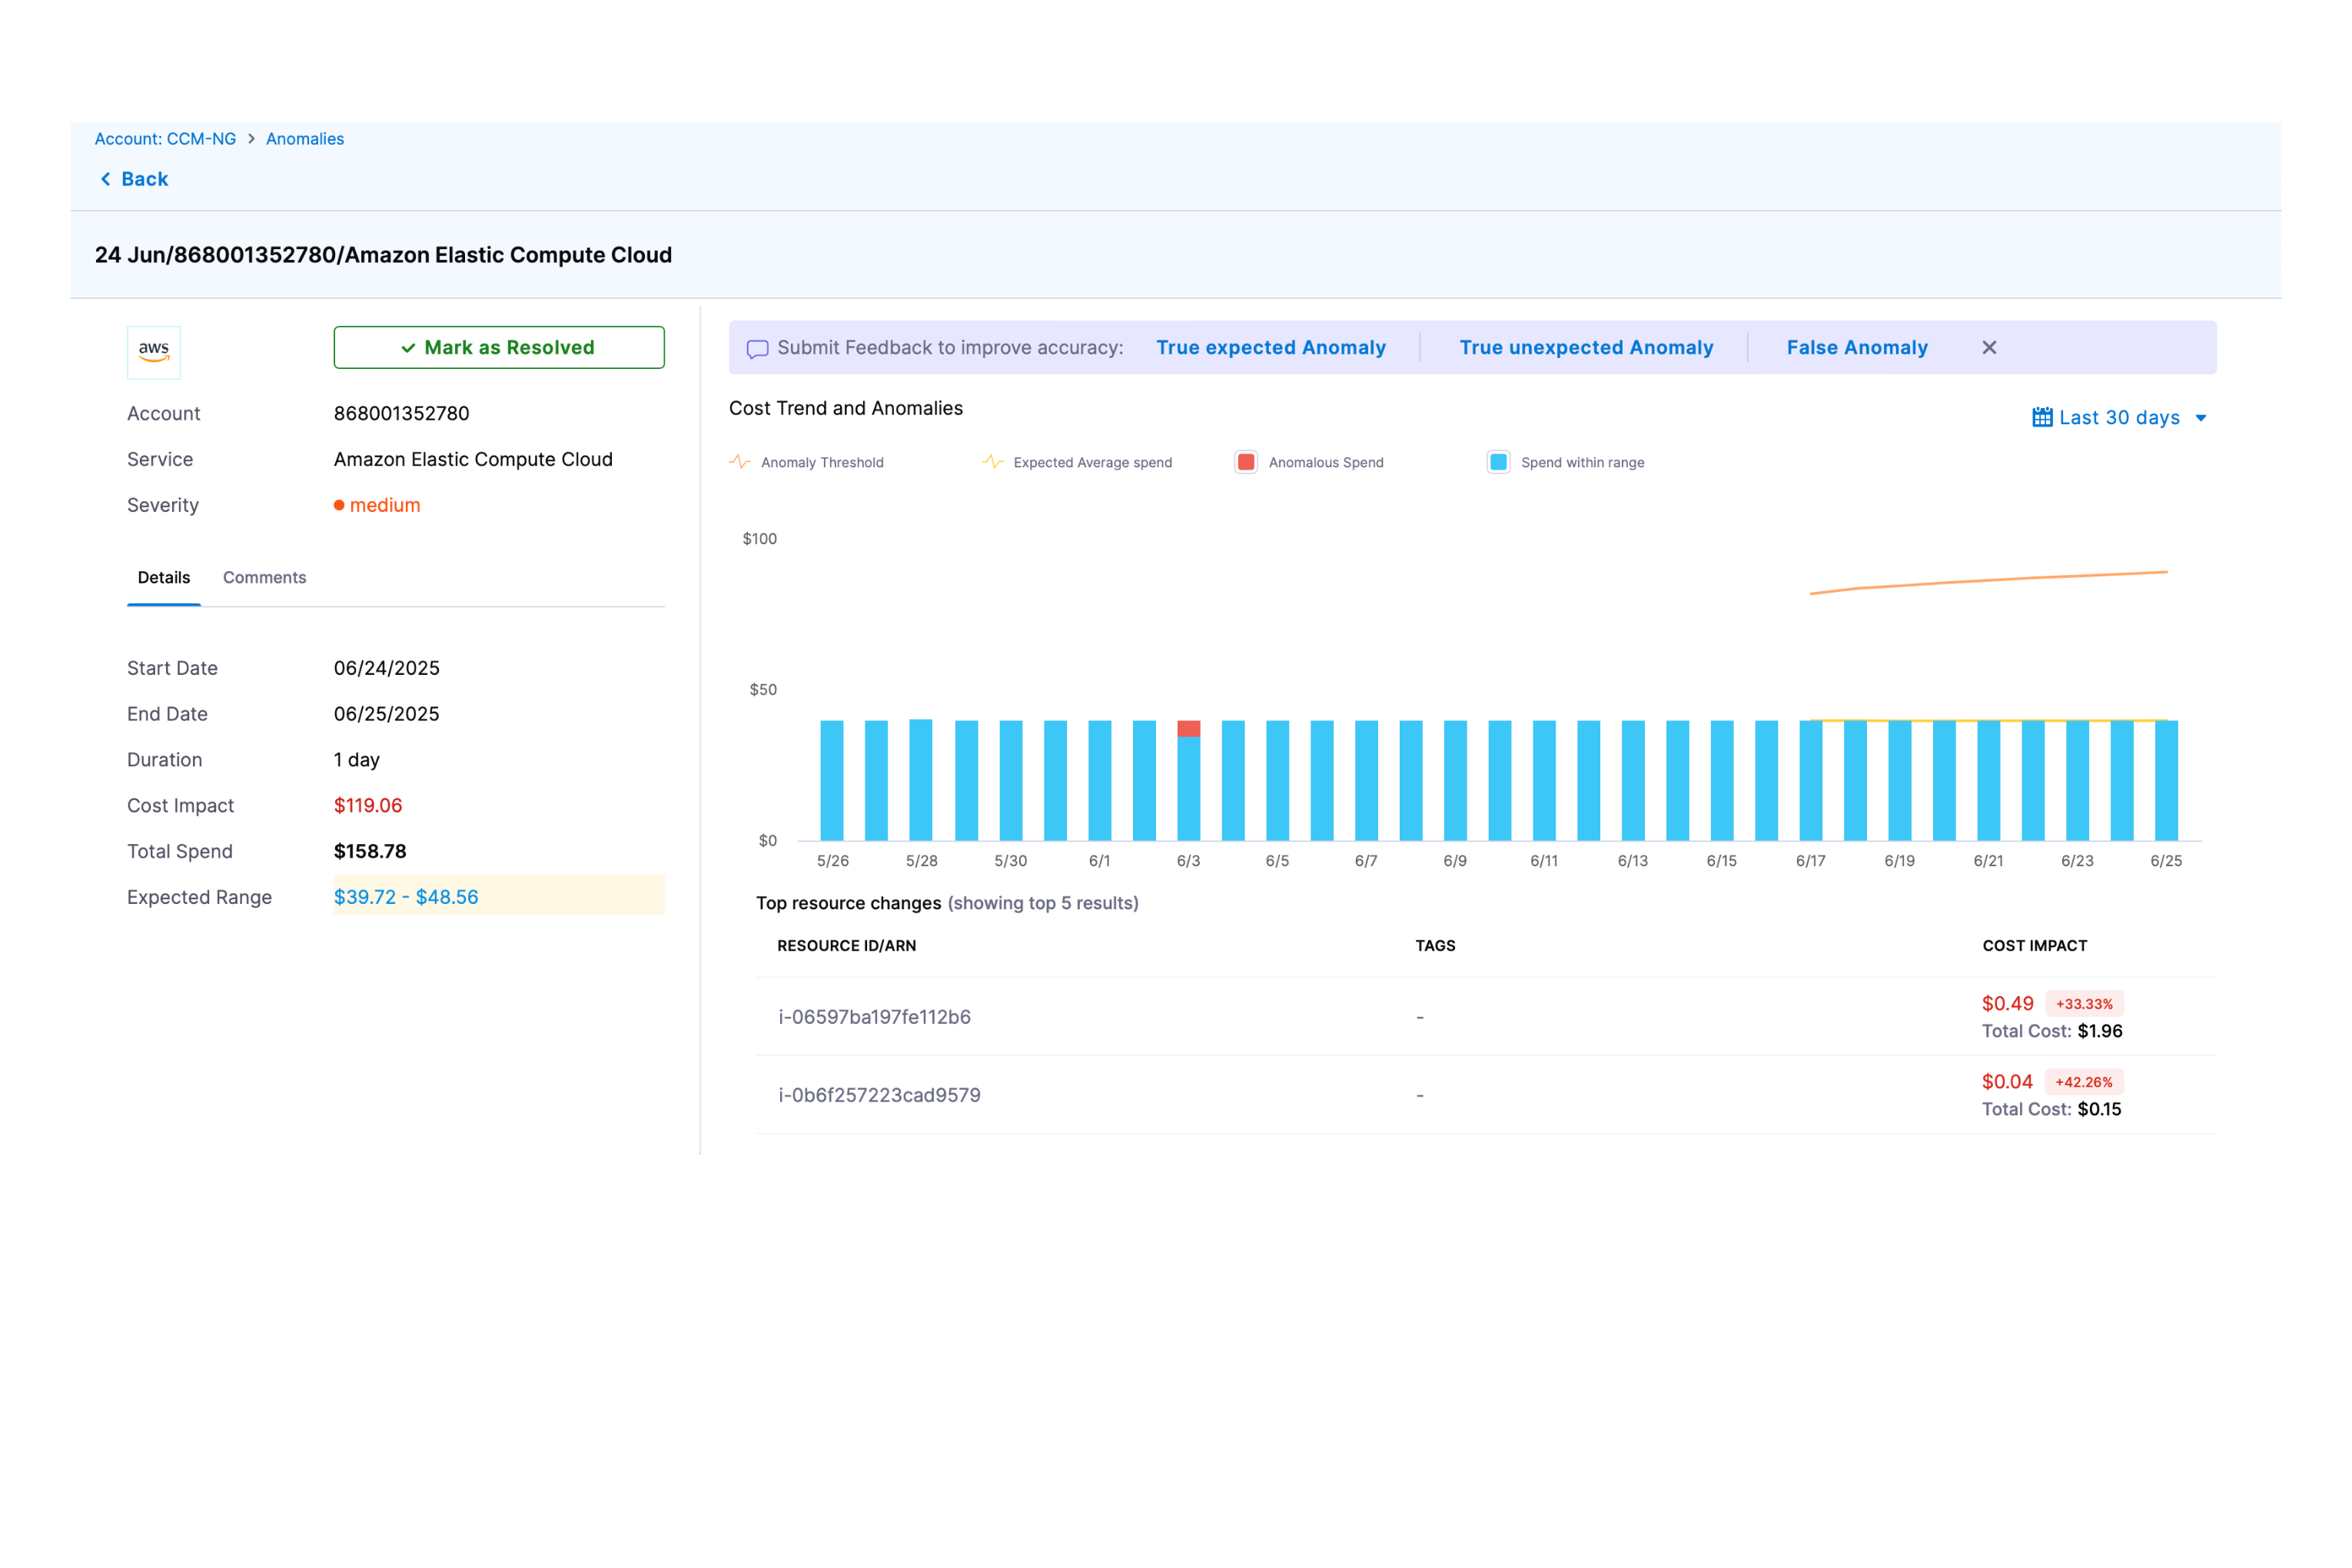 Account: CCM-NG > Anomalies
Back
24 Jun/868001352780/Amazon Elastic Compute Cloud
aws
Mark as Resolved
Account 868001352780
Service Amazon Elastic Compute Cloud
Severity medium
Details Comments
Start Date 06/24/2025
End Date 06/25/2025
Duration 1 day
Cost Impact $119.06
Total Spend $158.78
Expected Range $39.72 - $48.56
Submit Feedback to improve accuracy: True expected Anomaly True unexpected Anomaly False Anomaly
Cost Trend and Anomalies
Last 30 days
Anomaly Threshold Expected Average spend Anomalous Spend Spend within range
$100
$50
$0
5/26 5/28 5/30 6/1 6/3 6/5 6/7 6/9 6/11 6/13 6/15 6/17 6/19 6/21 6/23 6/25
Top resource changes (showing top 5 results)
RESOURCE ID/ARN TAGS COST IMPACT
i-06597ba197fe112b6 - $0.49 +33.33%
Total Cost: $1.96
i-0b6f257223cad9579 - $0.04 +42.26%
Total Cost: $0.15